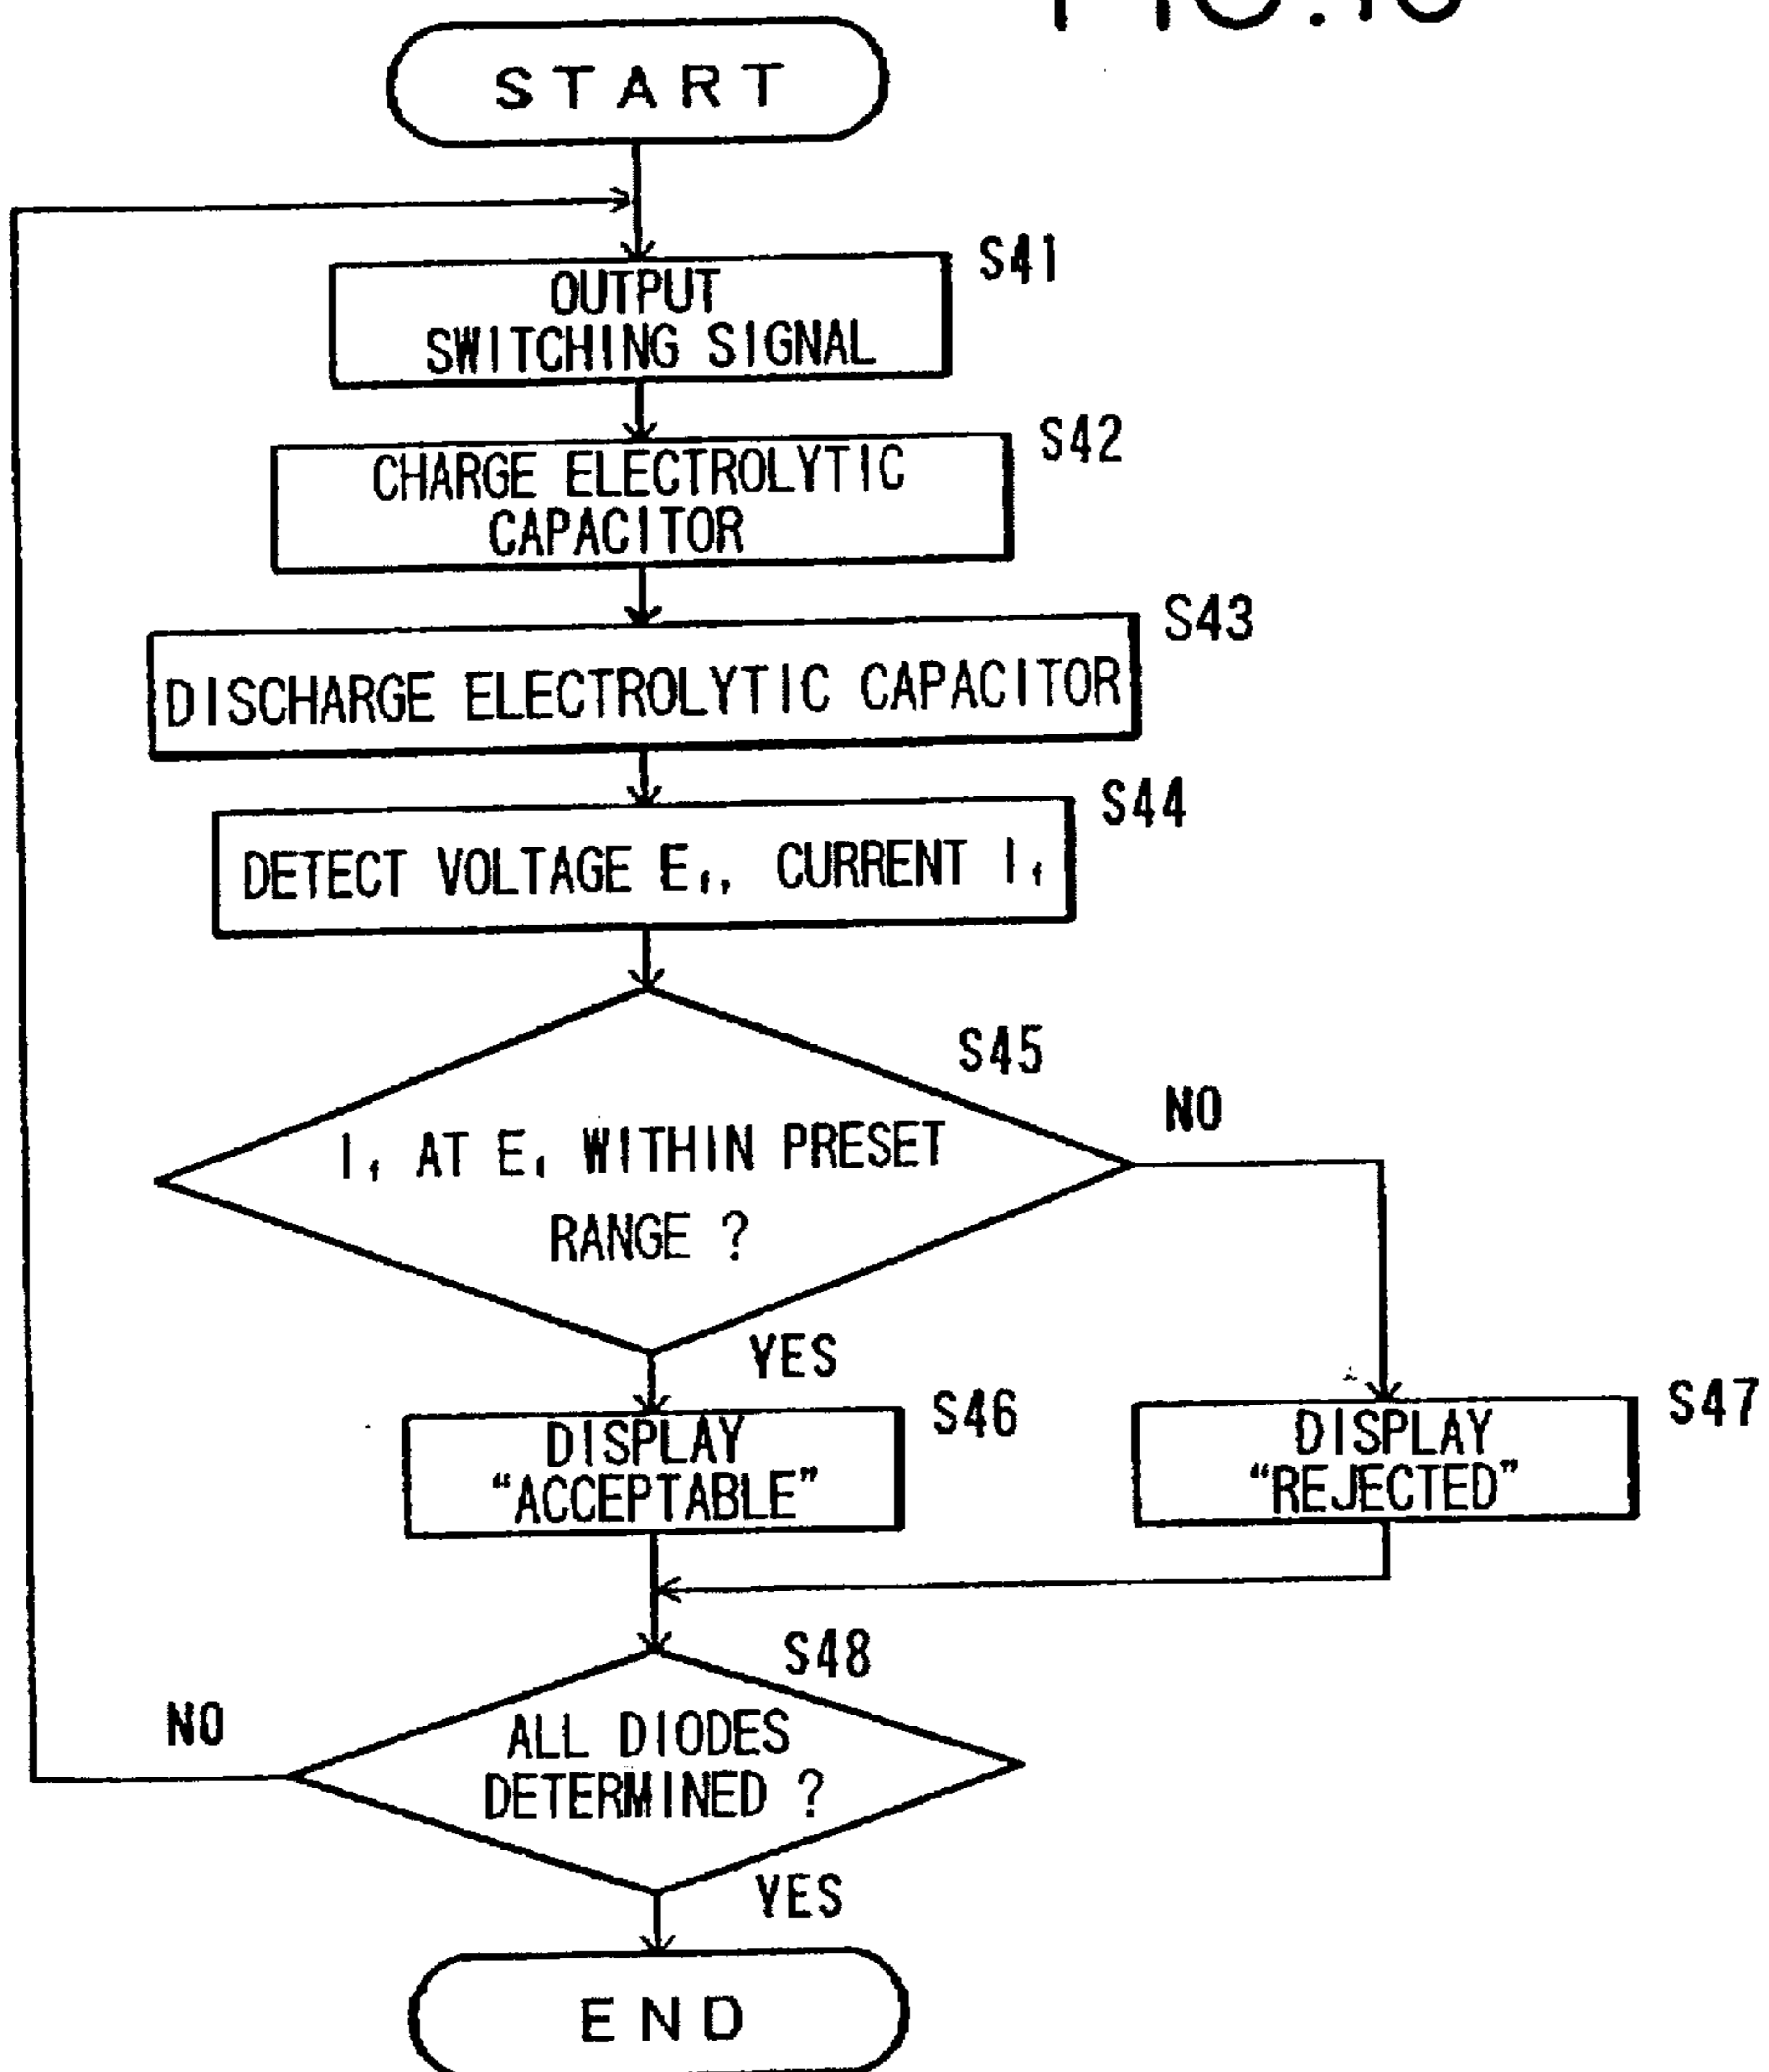 START
S41
OUTPUT
SWITCHING SIGNAL
S42
CHARGE ELECTROLYTIC
CAPACITOR
S43
DISCHARGE ELECTROLYTIC CAPACITOR
S44
DETECT VOLTAGE E₁, CURRENT I₁
S45
NO
I₁ AT E₁ WITHIN PRESET
RANGE ?
YES
S46
S47
DISPLAY
“ACCEPTABLE”
DISPLAY
“REJECTED”
S48
NO
ALL DIODES
DETERMINED ?
YES
END